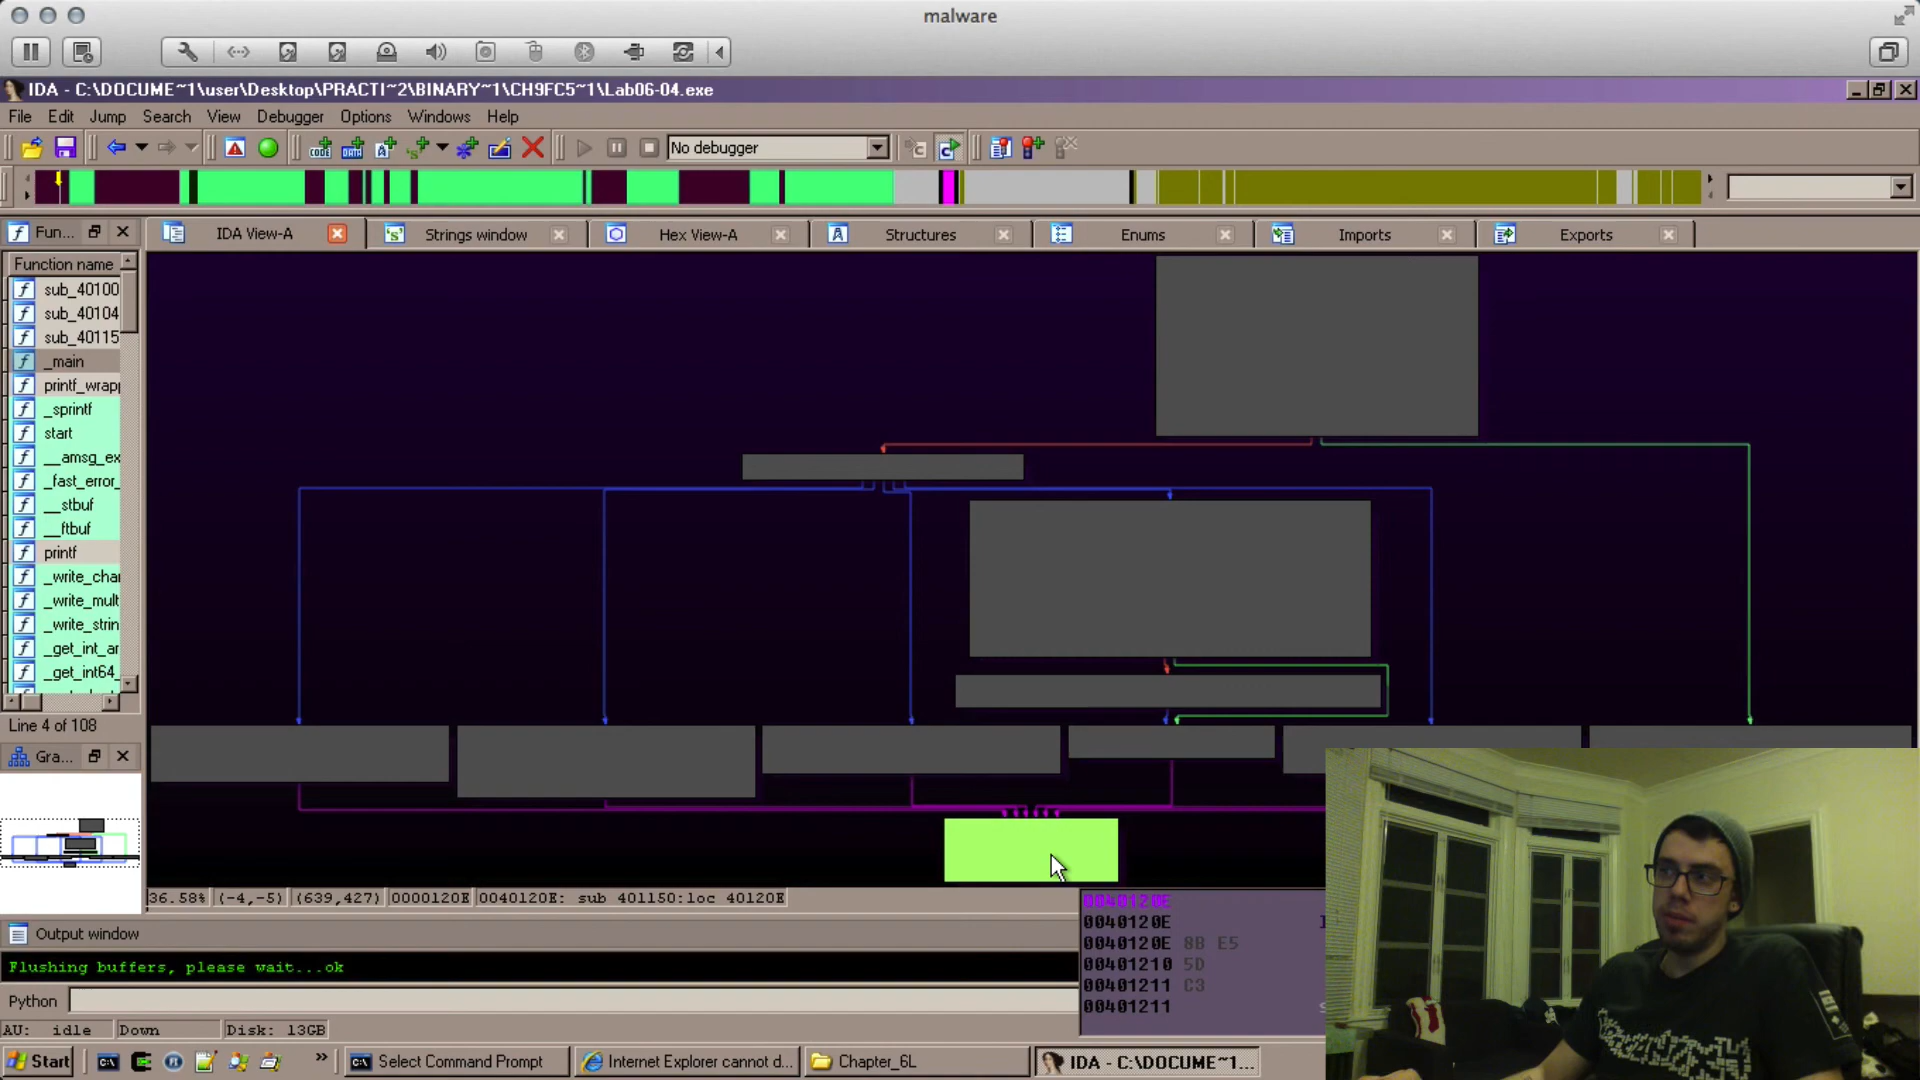 malware
IDA - C:\DOCUME~1\user\Desktop\PRACTI~2\BINARY~1\CH9FC5~1\Lab06-04.exe
File Edit Jump Search View Debugger Options Windows Help
No debugger
Fun...
IDA View-A
Strings window
Hex View-A
Structures
Enums
Imports
Exports
Function name
sub_40100
sub_40104
sub_40115
_main
printf_wrap
_sprintf
start
__amsg_ex
_fast_error_
__stbuf
__ftbuf
printf
_write_cha
_write_mult
_write_strin
_get_int_ar
_get_int64_
Line 4 of 108
Gra...
36.58% (-4,-5) (639,427) 0000120E 0040120E: sub_401150:loc_40120E
0040120E
0040120E
0040120E 8B E5
00401210 5D
00401211 C3
00401211
Output window
Flushing buffers, please wait...ok
Python
AU: idle Down Disk: 13GB
Start
Select Command Prompt
Internet Explorer cannot d...
Chapter_6L
IDA - C:\DOCUME~1...